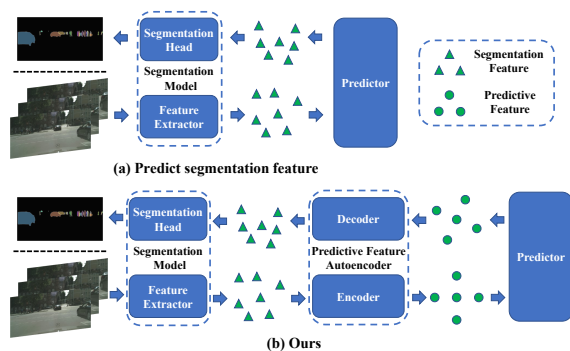 Segmentation
Head
Segmentation
Model
Feature
Extractor
Predictor
Segmentation
Feature
Predictive
Feature
(a) Predict segmentation feature
Segmentation
Head
Segmentation
Model
Feature
Extractor
Decoder
Predictive Feature
Autoencoder
Encoder
Predictor
(b) Ours